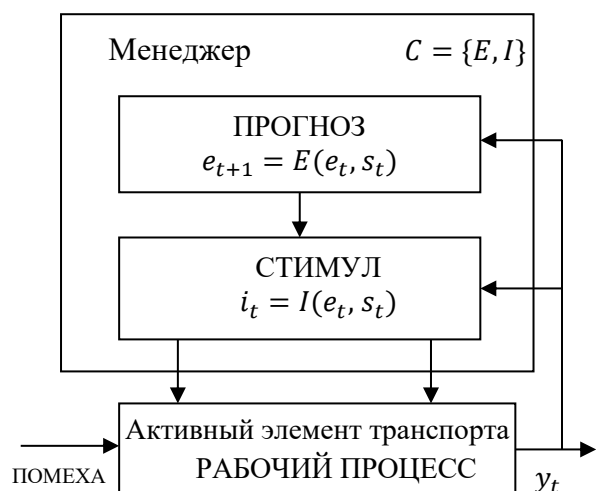 Менеджер C = {E, I}
ПРОГНОЗ
e_{t+1} = E(e_t, s_t)
СТИМУЛ
i_t = I(e_t, s_t)
Активный элемент транспорта
РАБОЧИЙ ПРОЦЕСС
ПОМЕХА
y_t